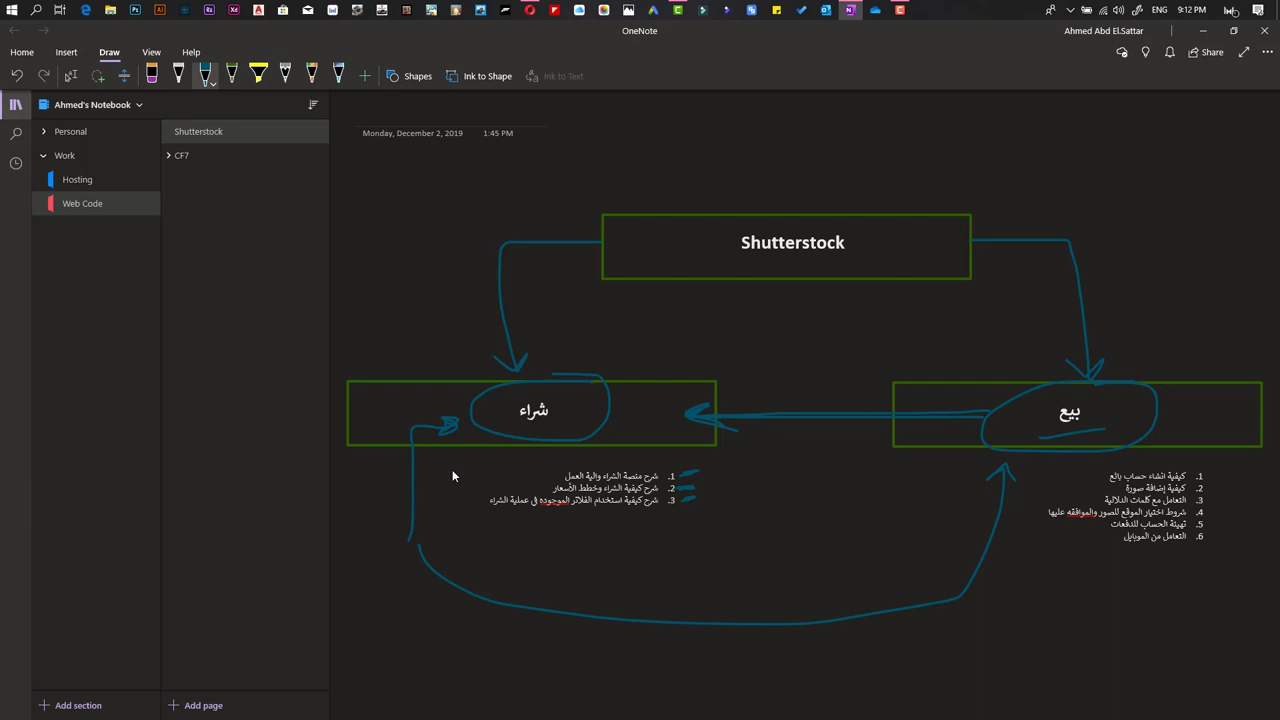 ENG
9:12 PM
OneNote
Ahmed Abd El.Sattar
Home
Insert
Draw
View
Help
Share
Shapes
Ink to Shape
Ink to Text
Ahmed's Notebook
Personal
Work
Hosting
Web Code
Shutterstock
CF7
Monday, December 2, 2019
1:45 PM
Shutterstock
شراء
بيع
1. شرح منصة الشراء والية العمل
2. شرح كيفية الشراء وخطط الأسعار
3. شرح كيفية استخدام الفلاتر الموجوده في عملية الشراء
1. كيفية انشاء حساب بائع
2. كيفية إضافة صورة
3. التعامل مع كلمات الدلالية
4. شروط اختيار الموقع للصور والموافقه عليها
5. تهيئة الحساب للدفعات
6. التعامل من الموبايل
Add section
Add page